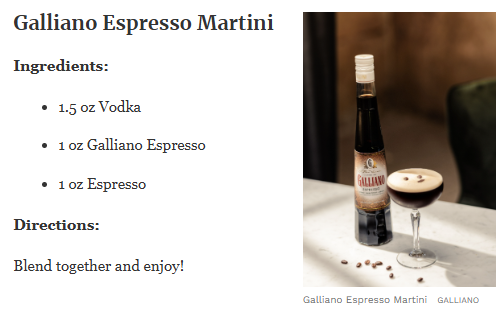 Galliano Espresso Martini
Ingredients:
1.5 oz Vodka
1 oz Galliano Espresso
1 oz Espresso
Directions:
Blend together and enjoy!
GALLIANO
Galliano Espresso Martini GALLIANO